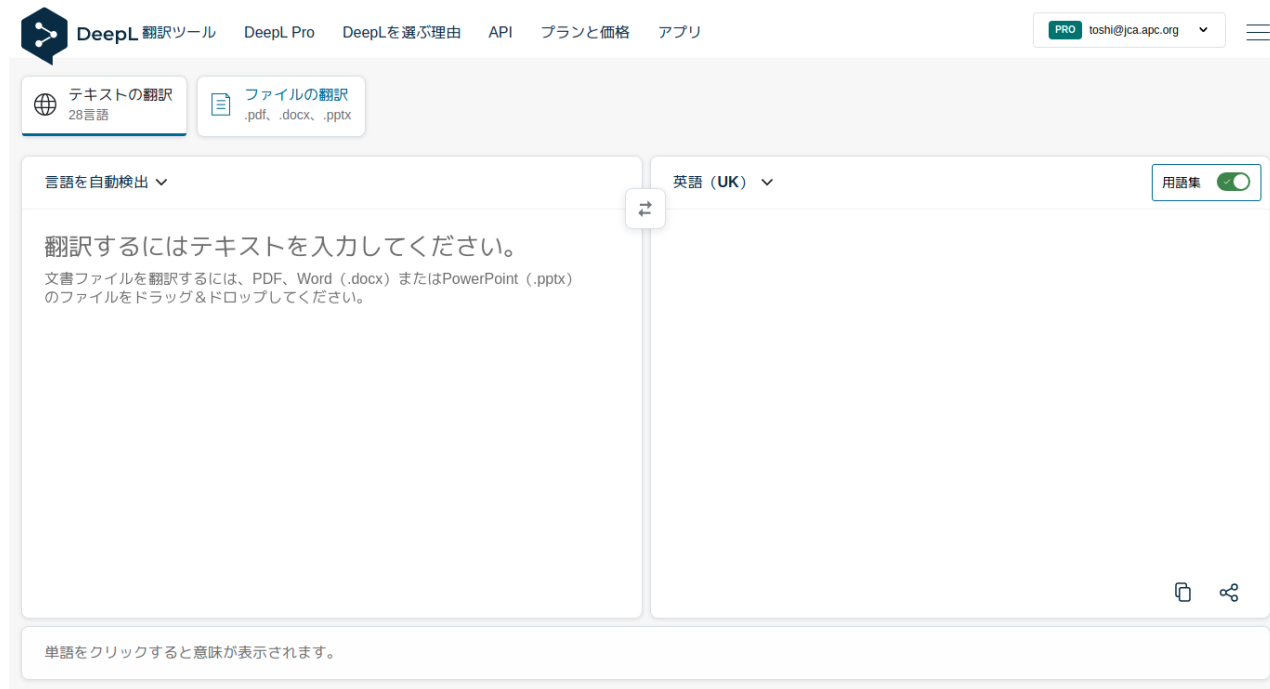 DeepL 翻訳ツール DeepL Pro DeepLを選ぶ理由 API プランと価格 アプリ PRO toshi@jca.apc.org
テキストの翻訳
28言語
ファイルの翻訳
.pdf、.docx、.pptx
言語を自動検出
英語（UK）
用語集
翻訳するにはテキストを入力してください。
文書ファイルを翻訳するには、PDF、Word（.docx）またはPowerPoint（.pptx）
のファイルをドラッグ＆ドロップしてください。
単語をクリックすると意味が表示されます。